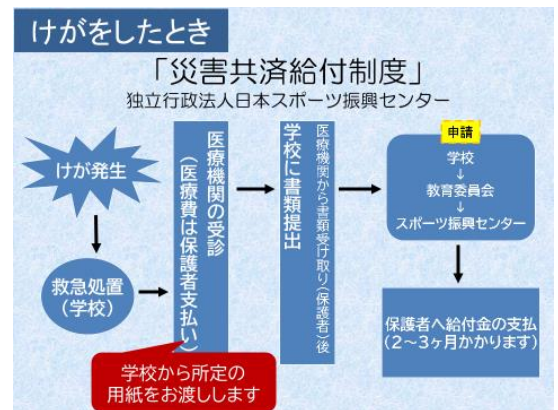 けがをしたとき
「災害共済給付制度」
独立行政法人日本スポーツ振興センター
けが発生
救急処置
(学校)
医療機関の受診
(医療費は保護者支払い)
学校から所定の
用紙をお渡しします
医療機関から書類受け取り(保護者)後
学校に書類提出
申請
学校
↓
教育委員会
↓
スポーツ振興センター
保護者へ給付金の支払
(2～3ヶ月かかります)